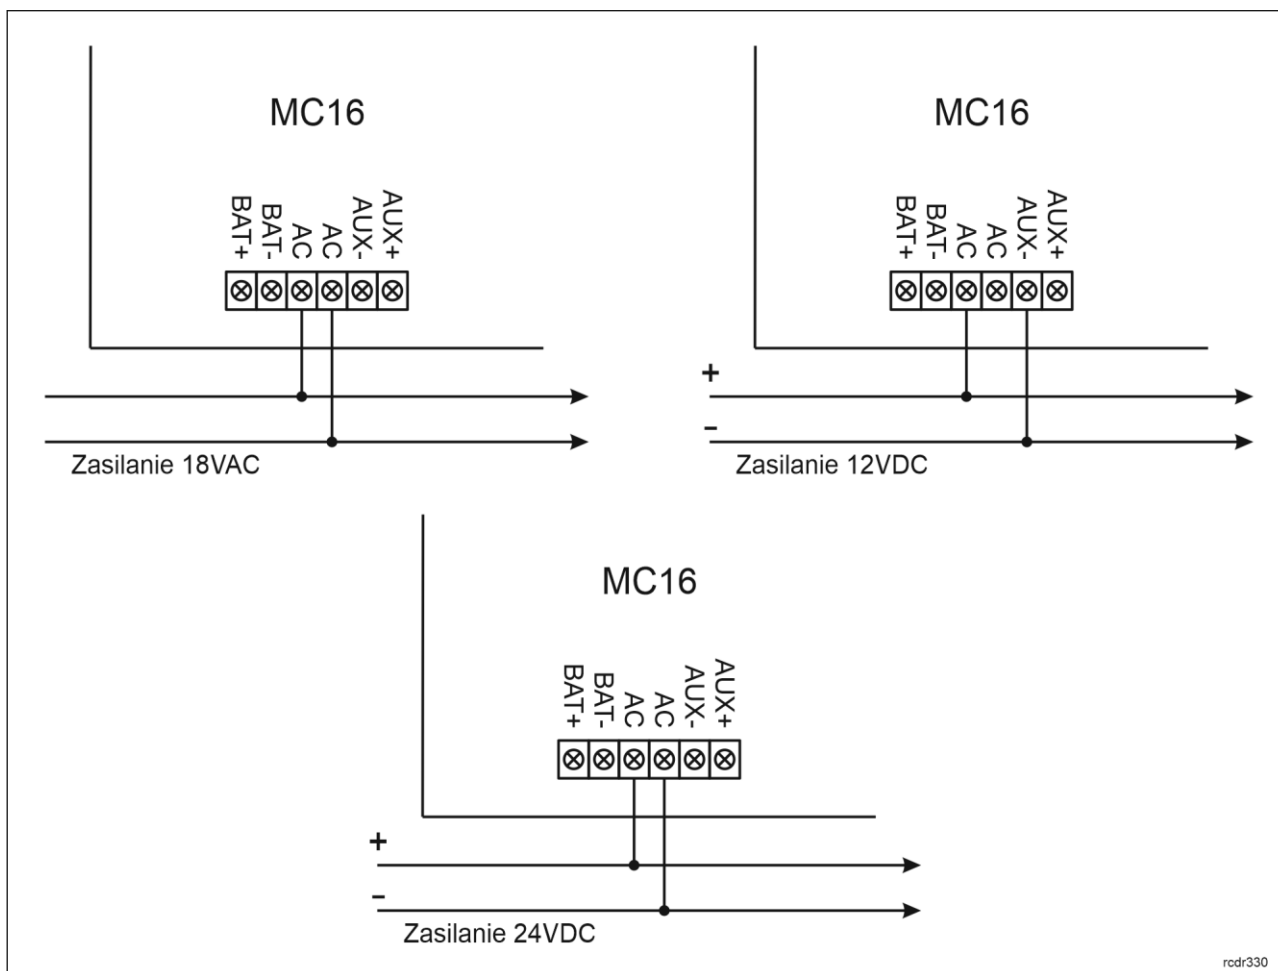 MC16
BAT+ BAT- AC AC AUX- AUX+
Zasilanie 18VAC
MC16
BAT+ BAT- AC AC AUX- AUX+
+
-
Zasilanie 12VDC
MC16
BAT+ BAT- AC AC AUX- AUX+
+
-
Zasilanie 24VDC
rcdr330